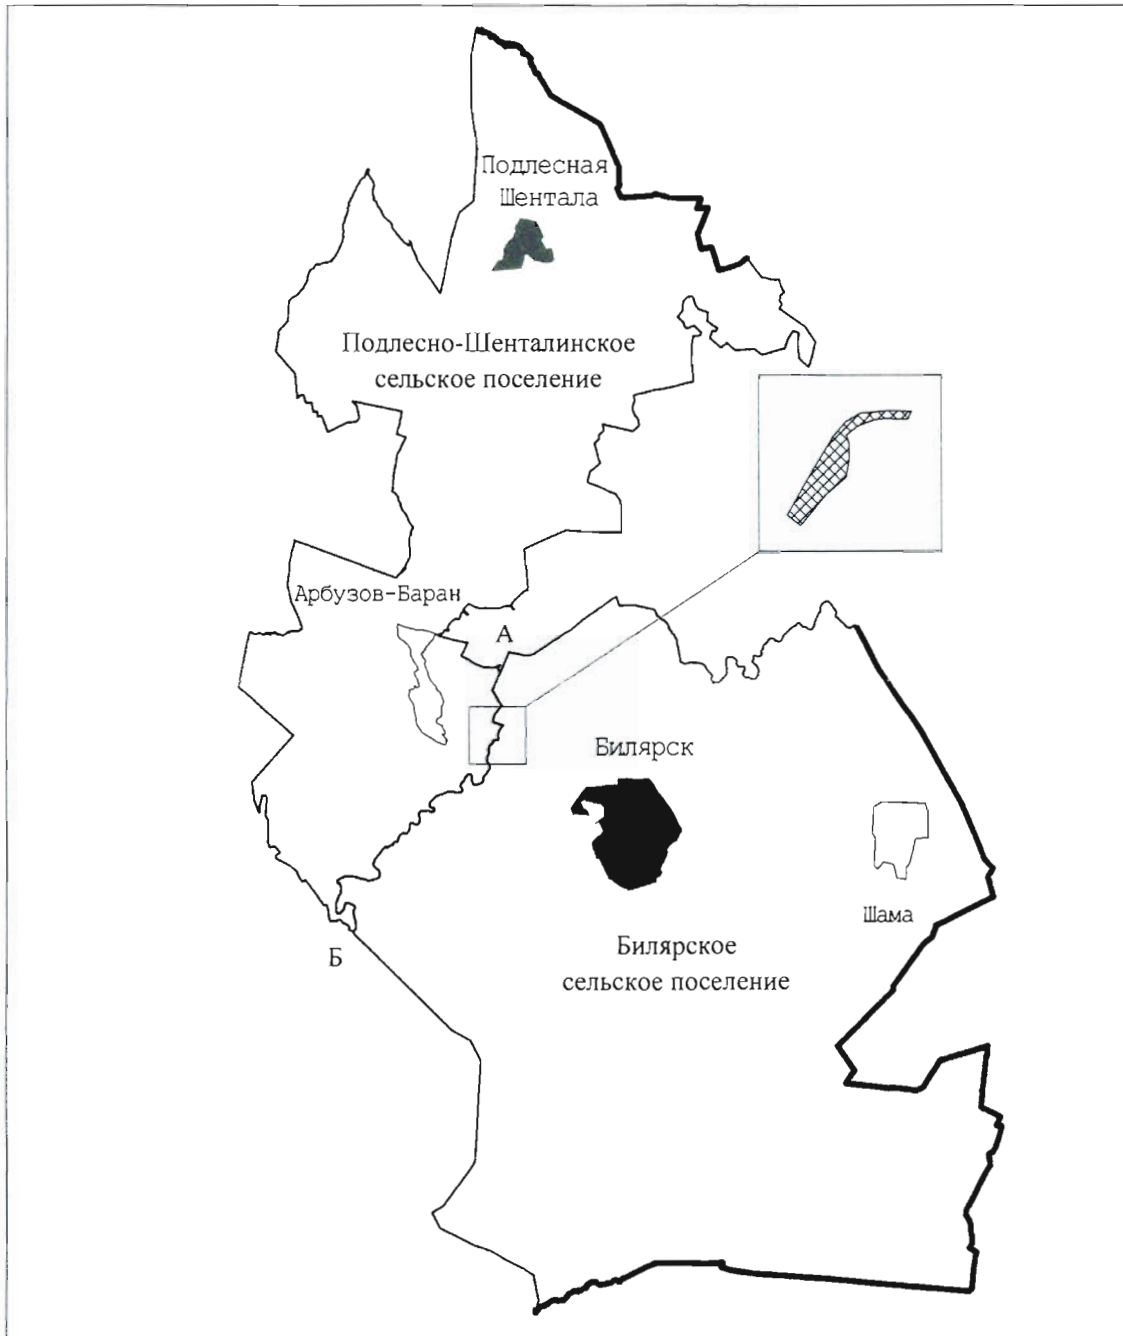 Подлесная
Шентала
Подлесно-Шенталинское
сельское поселение
Арбузов-Баран
А
Билярск
Шама
Билярское
сельское поселение
Б